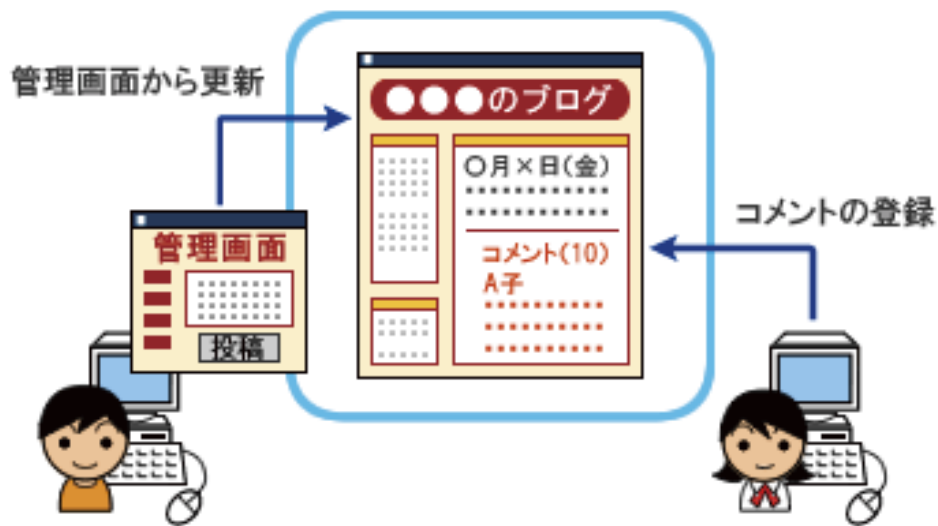 管理画面から更新
●●●のブログ
〇月×日(金)
コメント(10)
A子
コメントの登録
管理画面
投稿